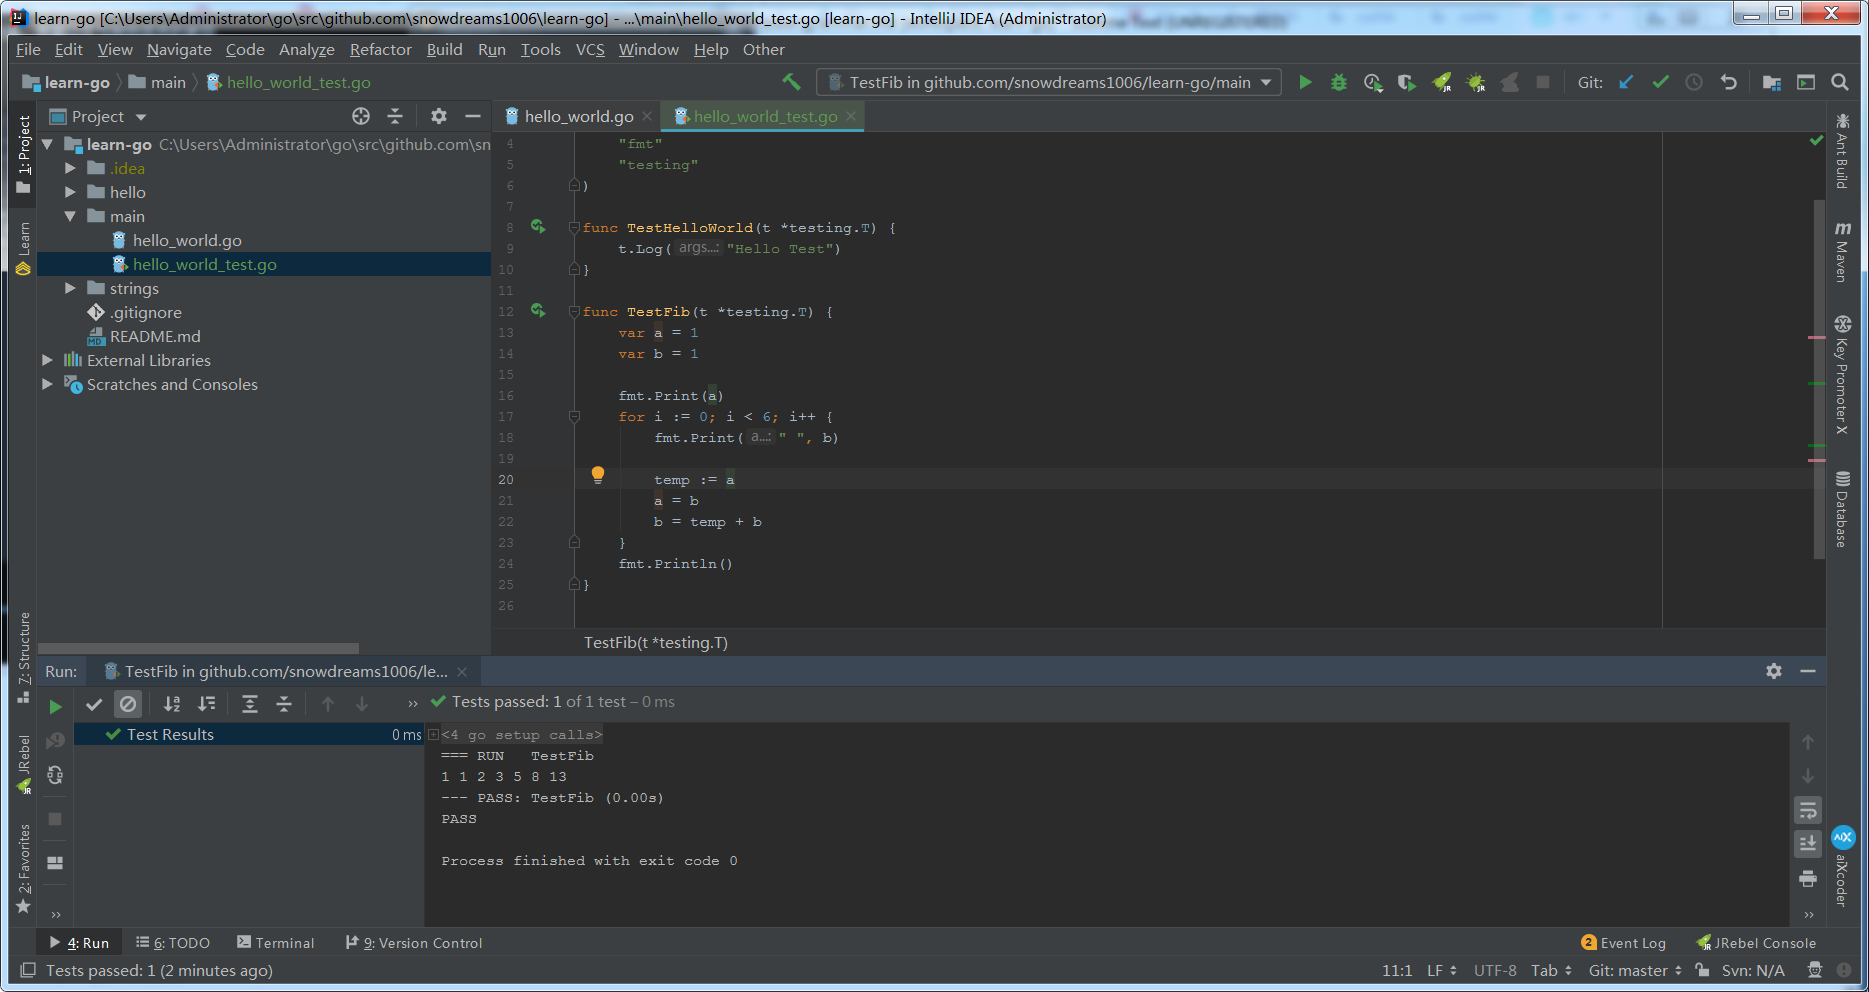 learn-go [C:\Users\Administrator\go\src\github.com\snowdreams1006\learn-go] - ...\main\hello_world_test.go [learn-go] - IntelliJ IDEA (Administrator)
File Edit View Navigate Code Analyze Refactor Build Run Tools VCS Window Help Other
learn-go main hello_world_test.go TestFib in github.com/snowdreams1006/learn-go/main Git:
Project
hello_world.go hello_world_test.go
learn-go C:\Users\Administrator\go\src\github.com\sn
.idea
hello
main
hello_world.go
hello_world_test.go
strings
.gitignore
README.md
External Libraries
Scratches and Consoles
1: Project
Learn
Z: Structure
JRebel
2: Favorites
4 "fmt"
5 "testing"
6 )
7
8 func TestHelloWorld(t *testing.T) {
9 t.Log( args...: "Hello Test")
10 }
11
12 func TestFib(t *testing.T) {
13 var a = 1
14 var b = 1
15
16 fmt.Print(a)
17 for i := 0; i < 6; i++ {
18 fmt.Print( a...: " ", b)
19
20 temp := a
21 a = b
22 b = temp + b
23 }
24 fmt.Println()
25 }
26
TestFib(t *testing.T)
Ant Build
Maven
Key Promoter X
Database
aiXcoder
Run: TestFib in github.com/snowdreams1006/le...
Tests passed: 1 of 1 test – 0 ms
Test Results 0 ms
<4 go setup calls>
=== RUN TestFib
1 1 2 3 5 8 13
--- PASS: TestFib (0.00s)
PASS
Process finished with exit code 0
4: Run 6: TODO Terminal 9: Version Control 2 Event Log JRebel Console
Tests passed: 1 (2 minutes ago) 11:1 LF UTF-8 Tab Git: master Svn: N/A